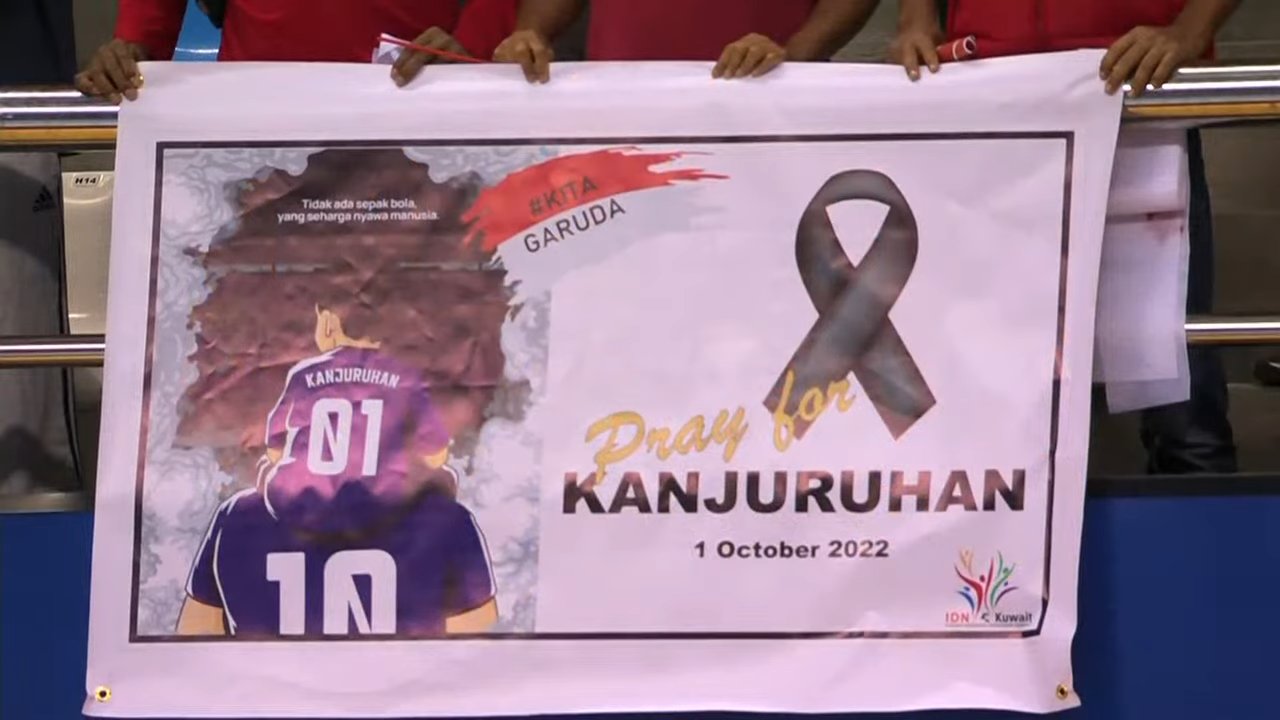 H14
Tidak ada sepak bola,
yang seharga nyawa manusia.
#KITA
GARUDA
KANJURUHAN
01
10
Pray for
KANJURUHAN
1 October 2022
IDN Kuwait